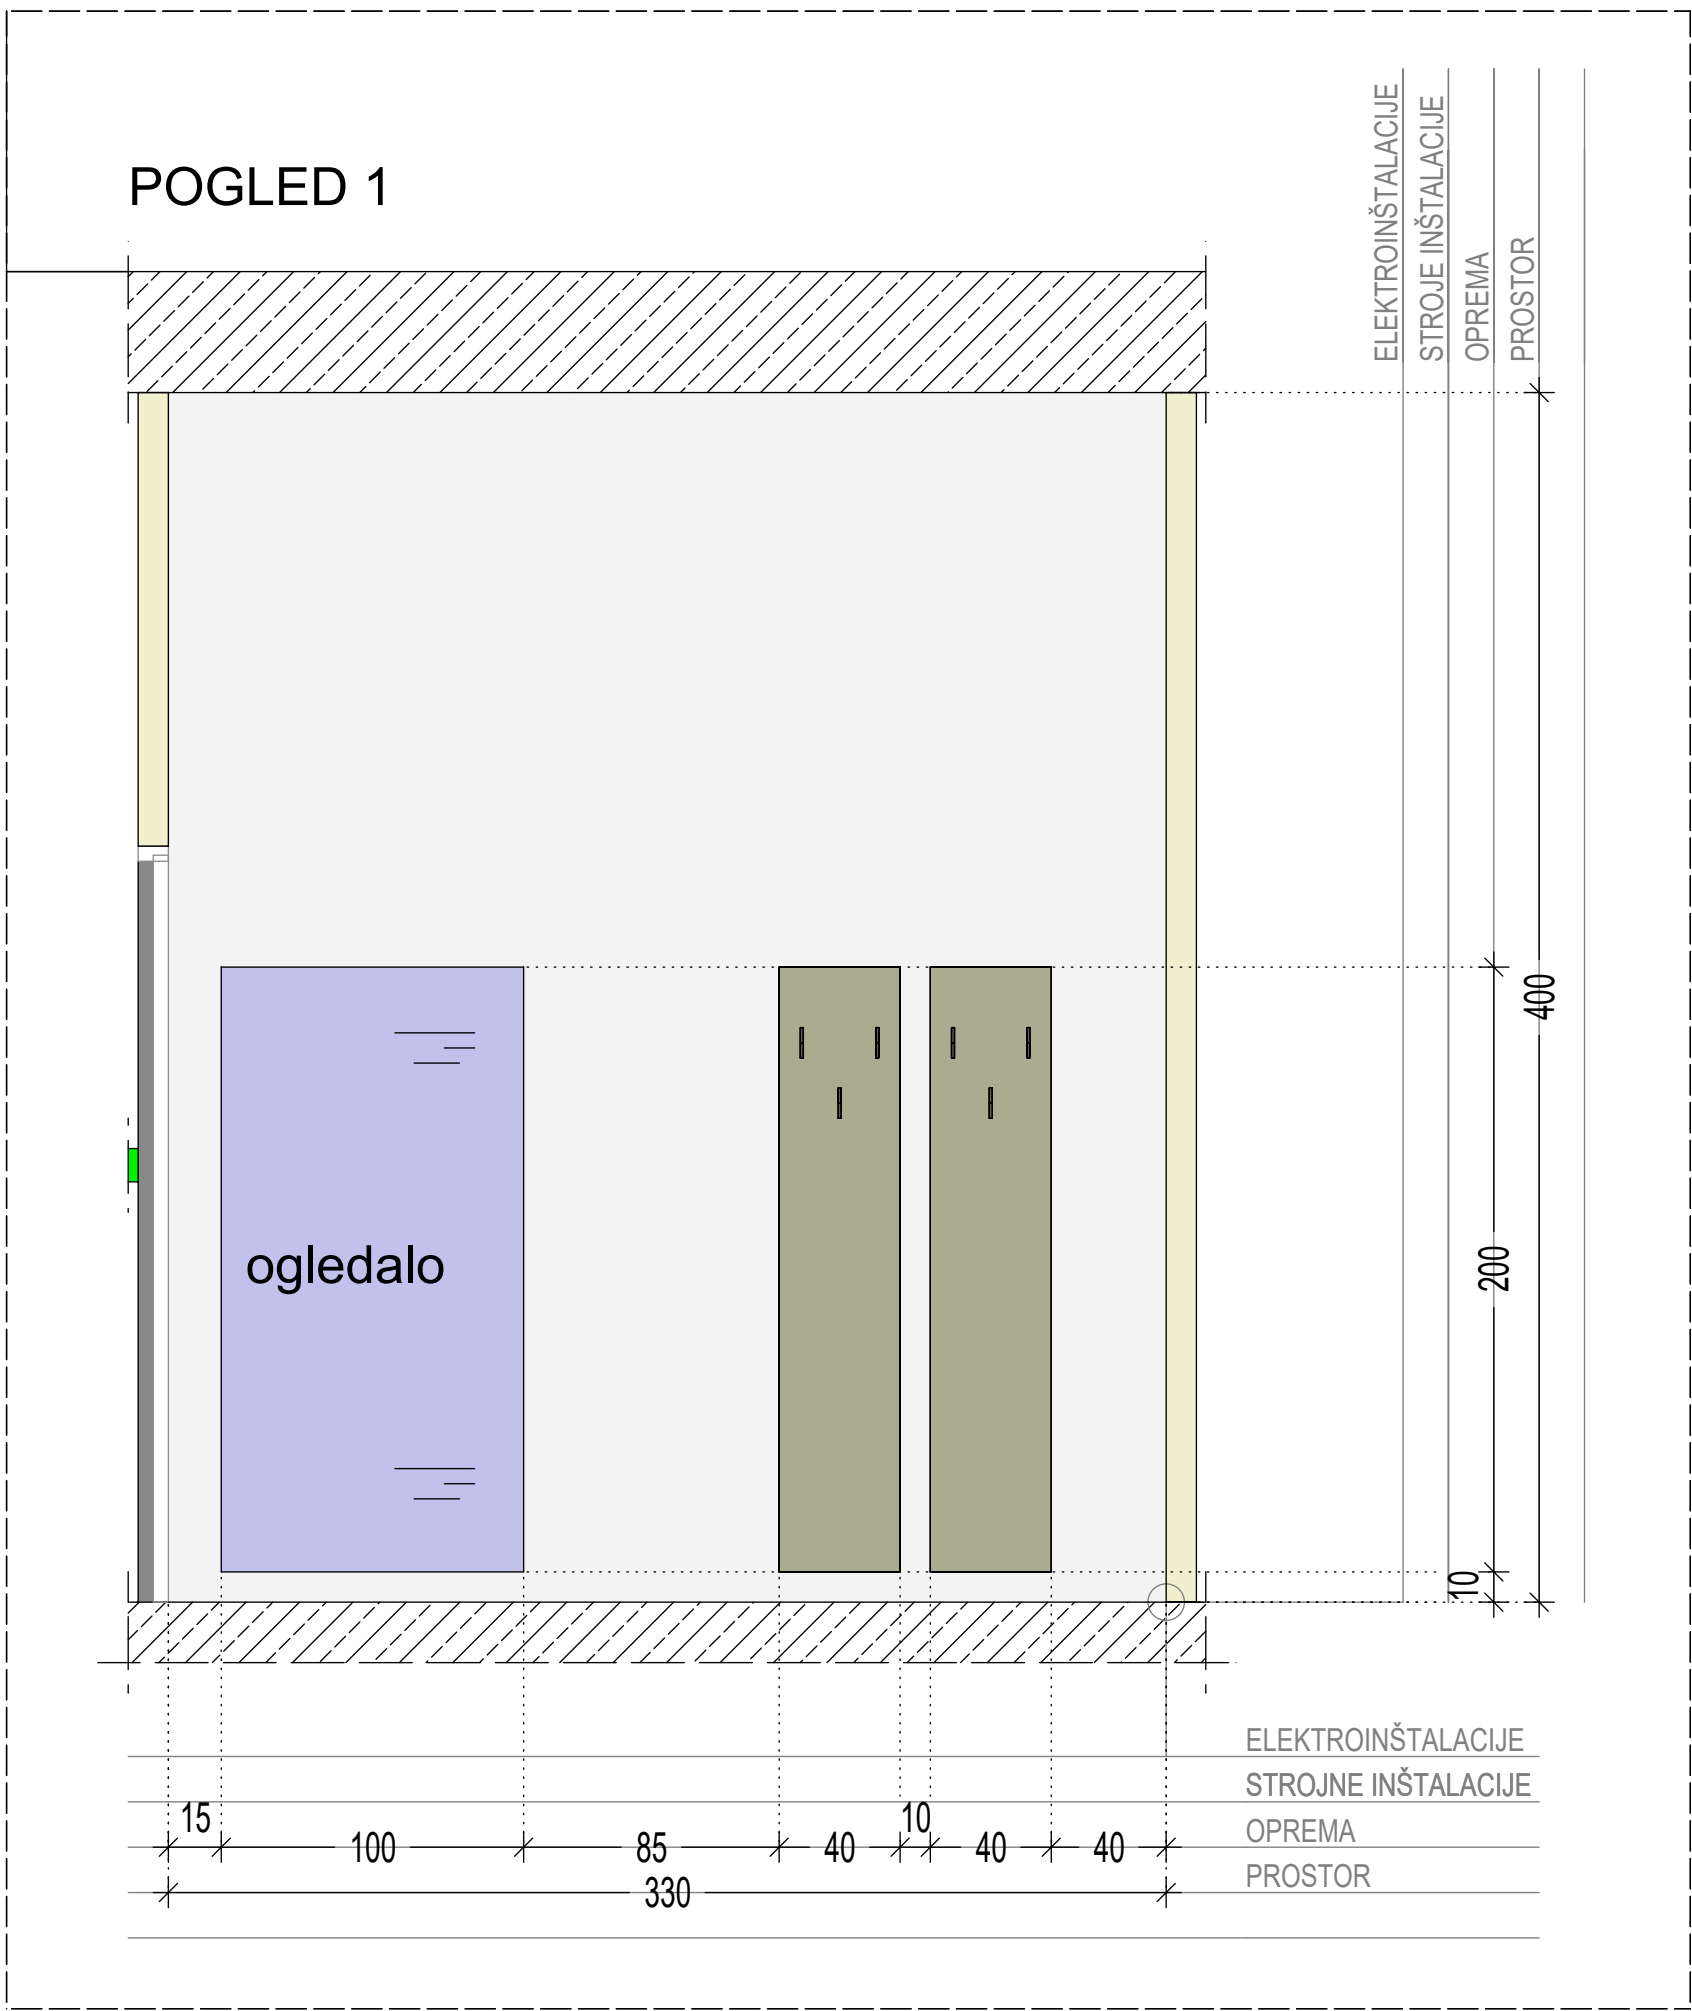 POGLED 1
ELEKTROINŠTALACIJE
STROJE INŠTALACIJE
OPREMA
PROSTOR
400
ogledalo
200
10
ELEKTROINŠTALACIJE
STROJNE INŠTALACIJE
15 10 OPREMA
100 85 40 40 40
PROSTOR
330